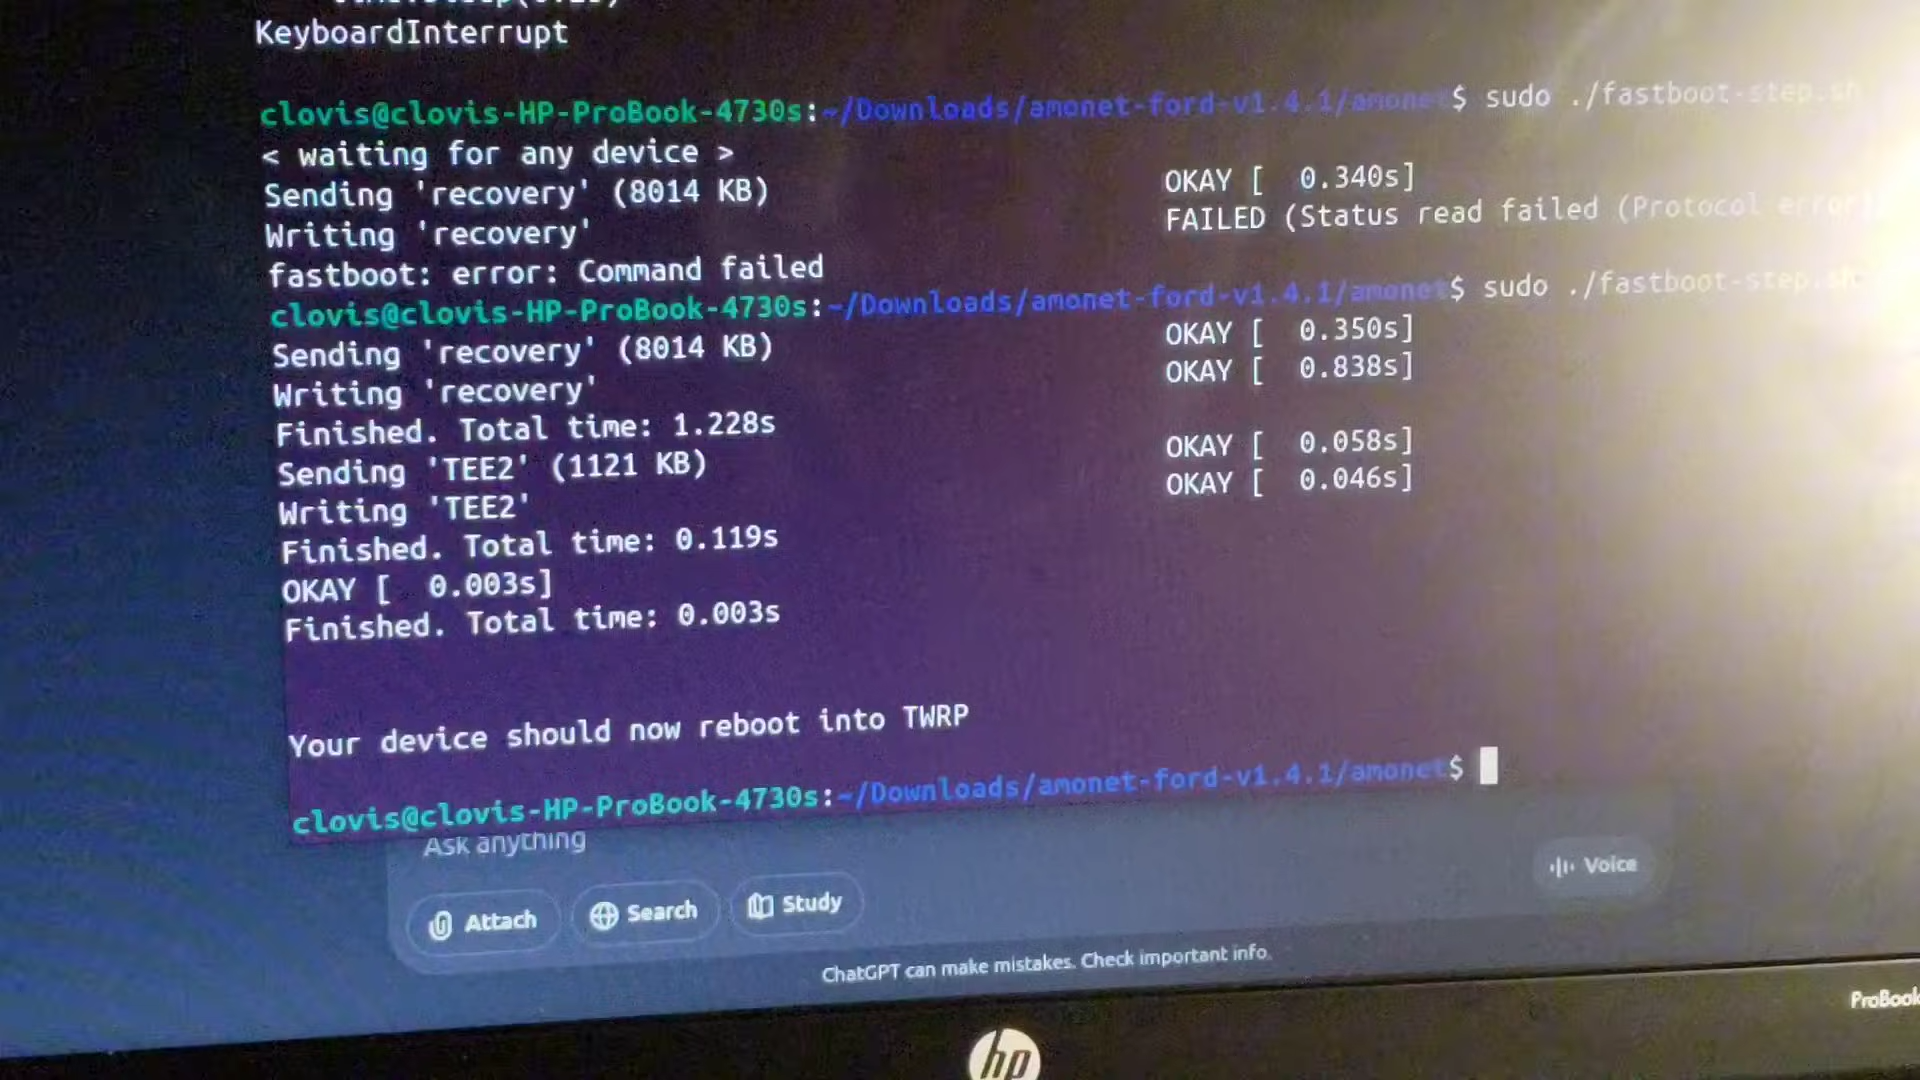 KeyboardInterrupt
clovis@clovis-HP-ProBook-4730s:~/Downloads/amonet-ford-v1.4.1/amonet$ sudo ./fastboot-step.sh
< waiting for any device >
Sending 'recovery' (8014 KB) OKAY [ 0.340s]
Writing 'recovery' FAILED (Status read failed (Protocol error)
fastboot: error: Command failed
clovis@clovis-HP-ProBook-4730s:~/Downloads/amonet-ford-v1.4.1/amonet$ sudo ./fastboot-step.sh
Sending 'recovery' (8014 KB) OKAY [ 0.350s]
Writing 'recovery' OKAY [ 0.838s]
Finished. Total time: 1.228s
Sending 'TEE2' (1121 KB) OKAY [ 0.058s]
Writing 'TEE2' OKAY [ 0.046s]
Finished. Total time: 0.119s
OKAY [ 0.003s]
Finished. Total time: 0.003s
Your device should now reboot into TWRP
clovis@clovis-HP-ProBook-4730s:~/Downloads/amonet-ford-v1.4.1/amonet$
Ask anything
Attach Search Study Voice
ChatGPT can make mistakes. Check important info.
ProBook
hp